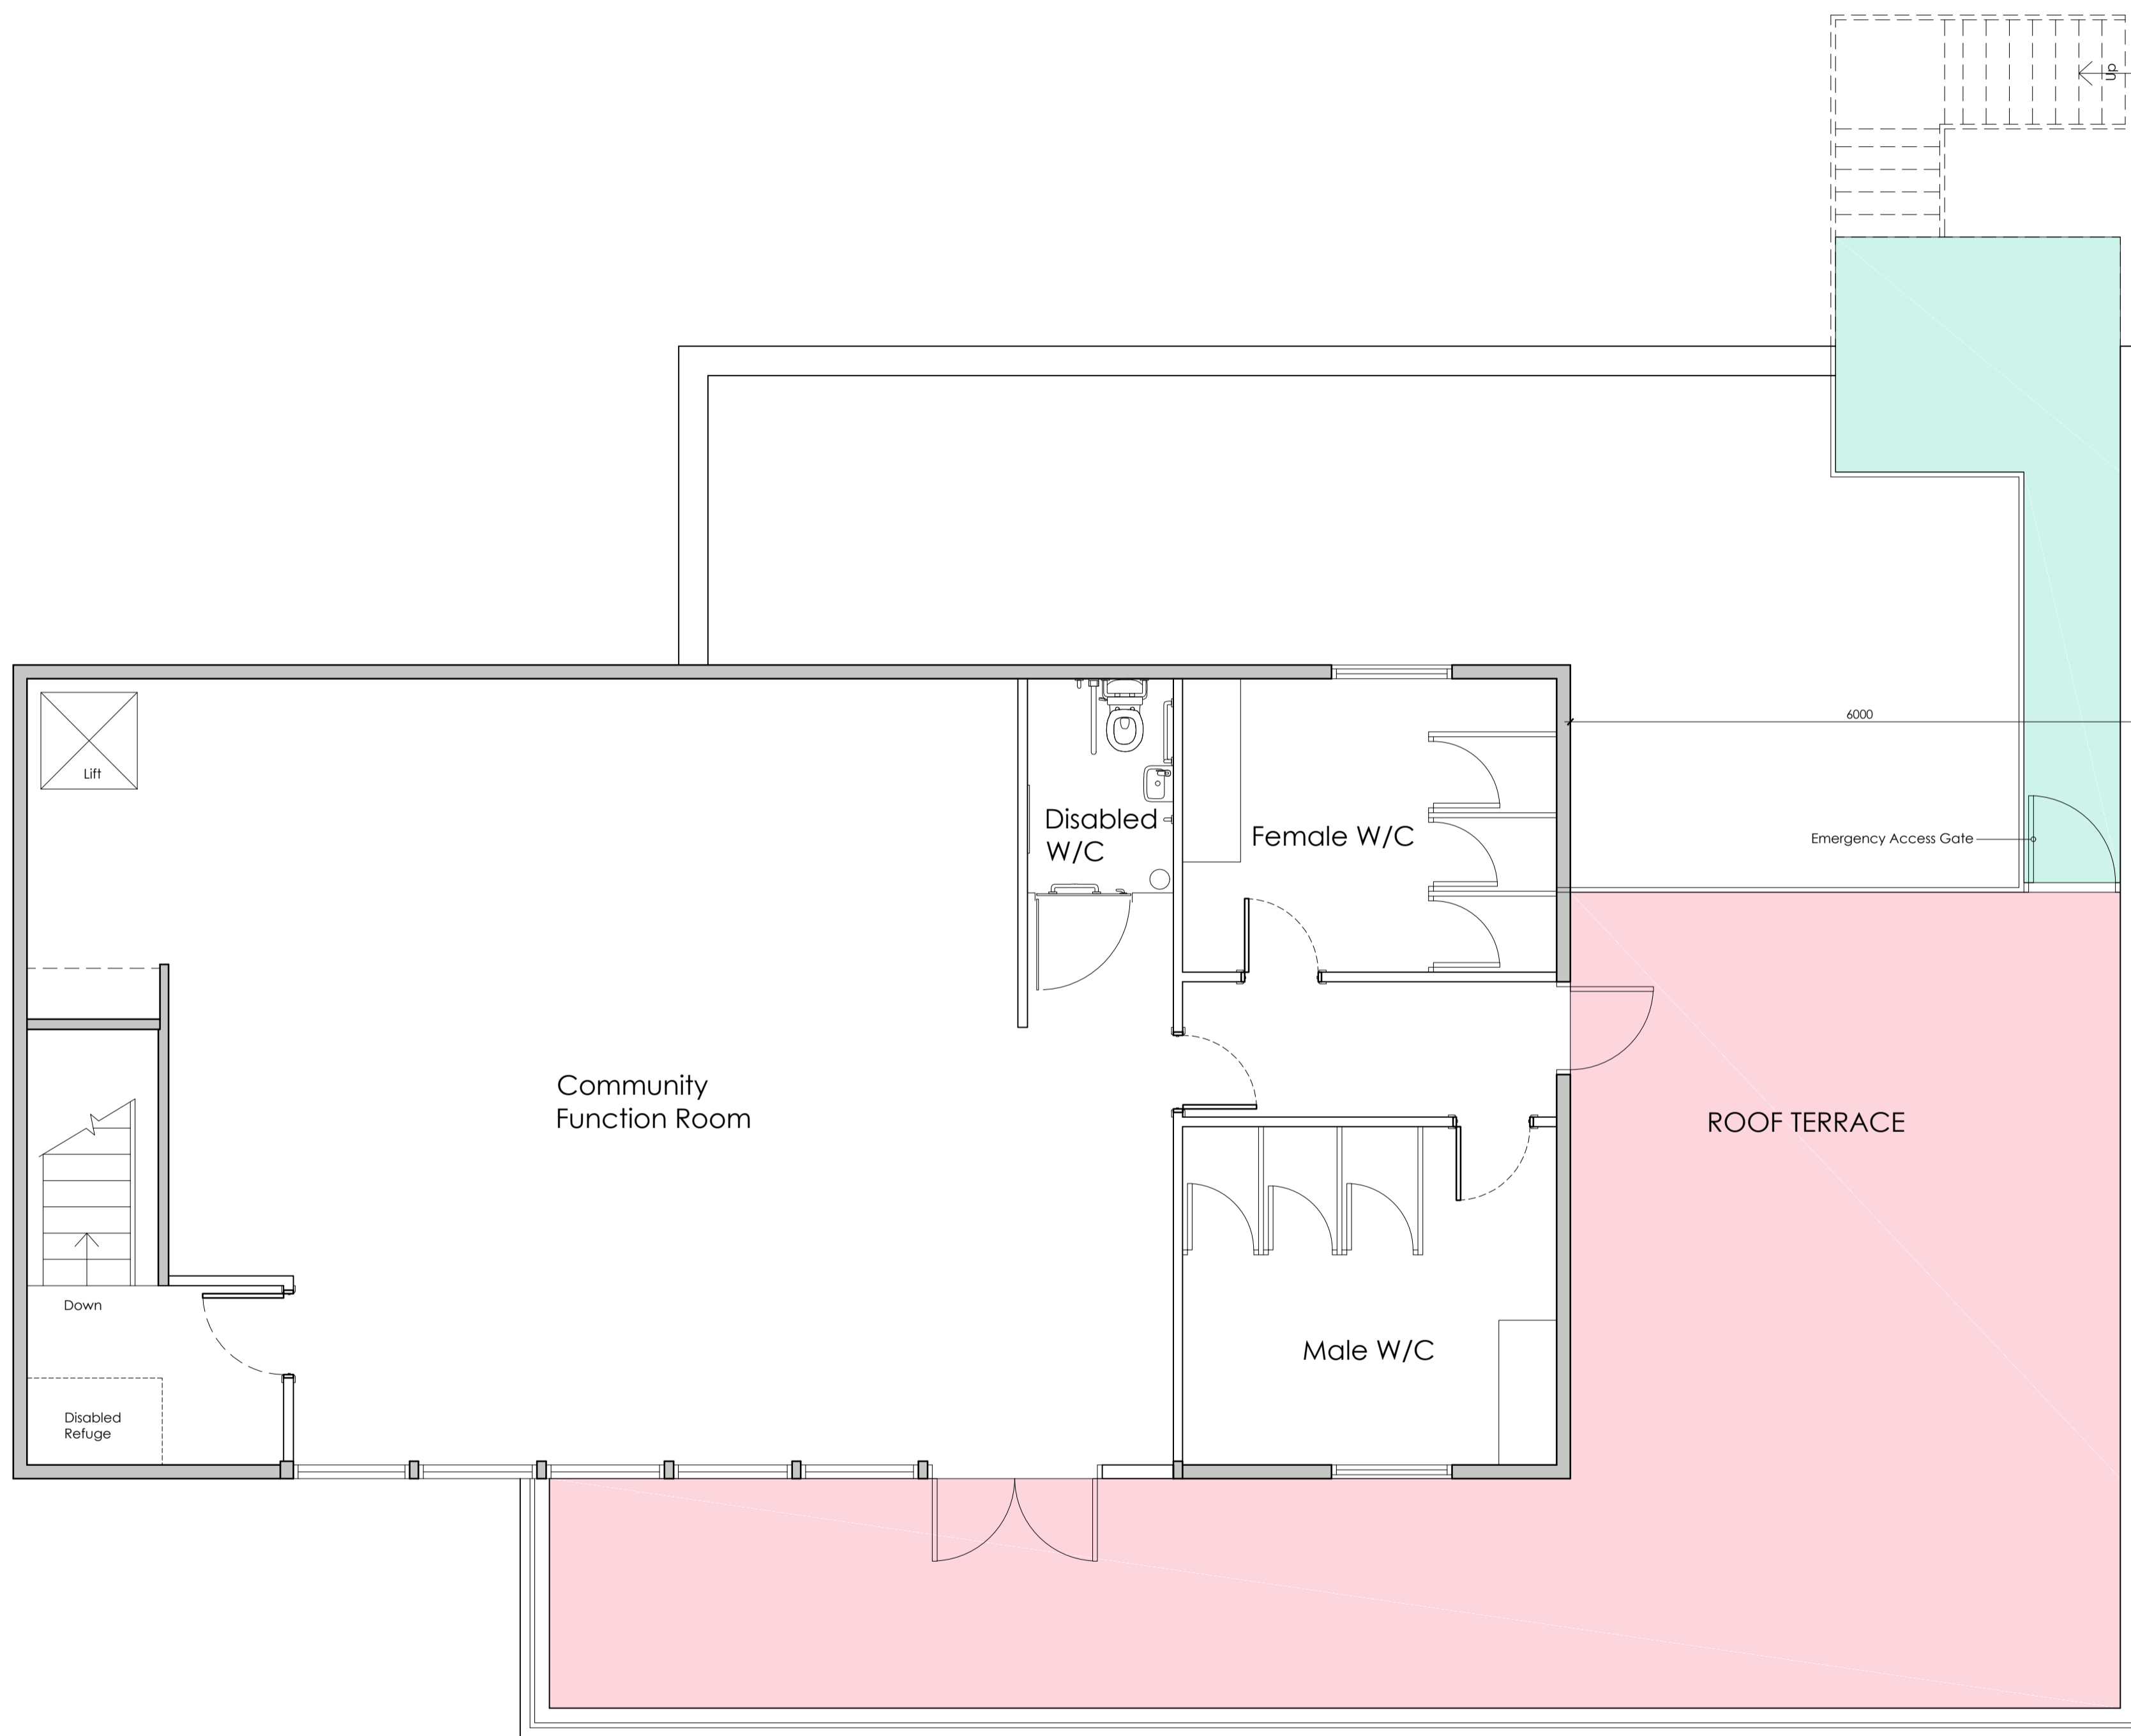 Up
6000
Lift
Disabled
W/C
Female W/C
Emergency Access Gate
Community
Function Room
ROOF TERRACE
Down
Male W/C
Disabled
Refuge